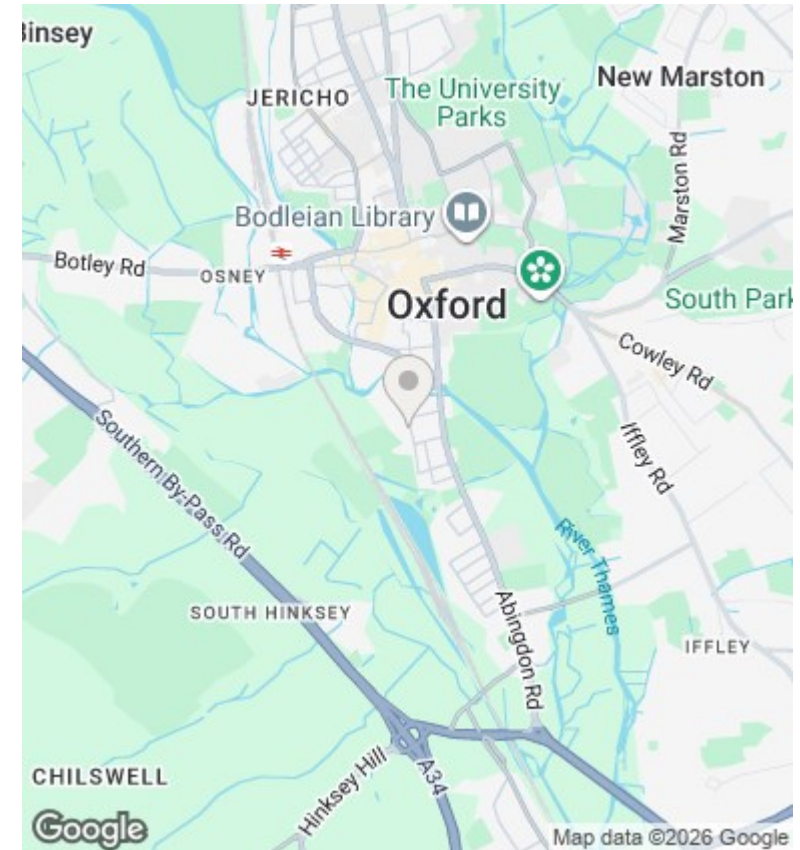 Binsey
JERICHO
The University
Parks
New Marston
Marston Rd
Bodleian Library
Botley Rd
OSNEY
Oxford
South Park
Cowley Rd
Iffley Rd
Southern By-Pass Rd
River Thames
SOUTH HINKSEY
Abingdon Rd
IFFLEY
CHILSWELL
Hinksey Hill
A34
Google
Map data ©2026 Google